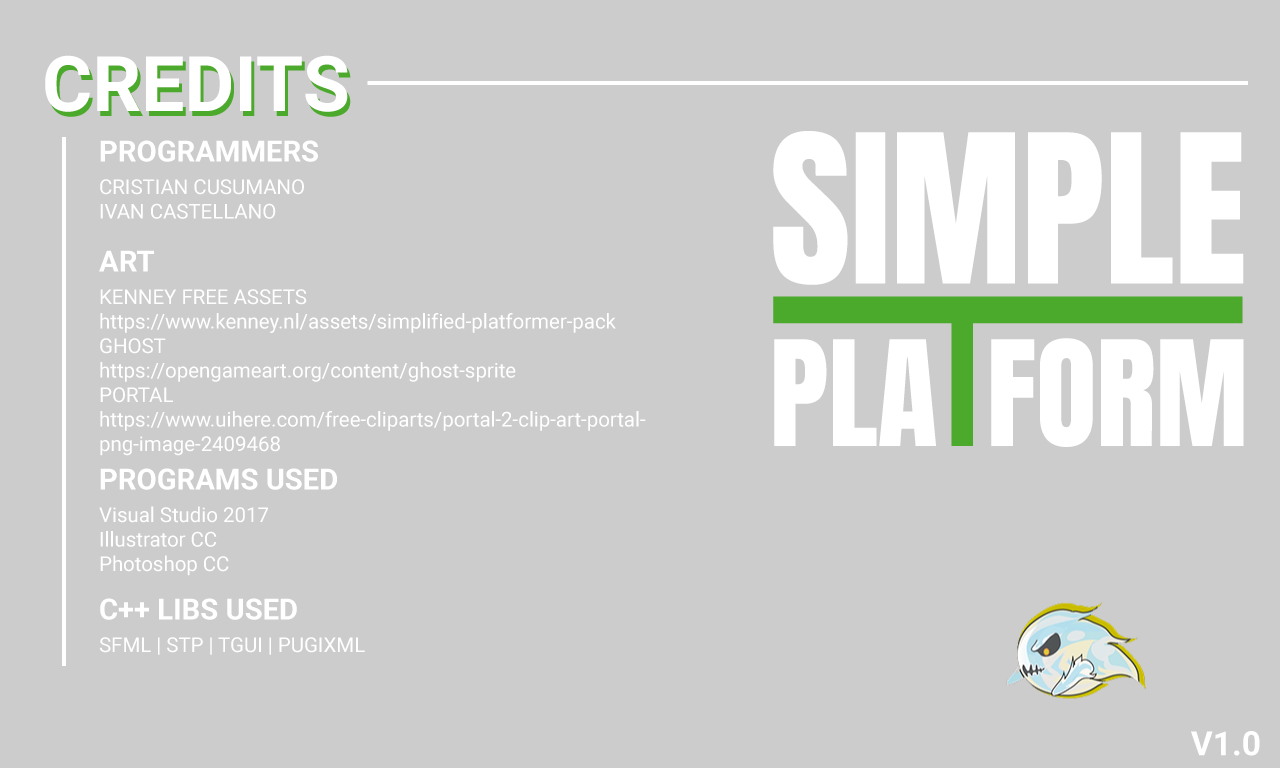 CREDITS
PROGRAMMERS
CRISTIAN CUSUMANO
IVAN CASTELLANO
ART
KENNEY FREE ASSETS
https://www.kenney.nl/assets/simplified-platformer-pack
GHOST
https://opengameart.org/content/ghost-sprite
PORTAL
https://www.uihere.com/free-cliparts/portal-2-clip-art-portal-
png-image-2409468
PROGRAMS USED
Visual Studio 2017
Illustrator CC
Photoshop CC
C++ LIBS USED
SFML | STP | TGUI | PUGIXML
SIMPLE
PLATFORM
V1.0